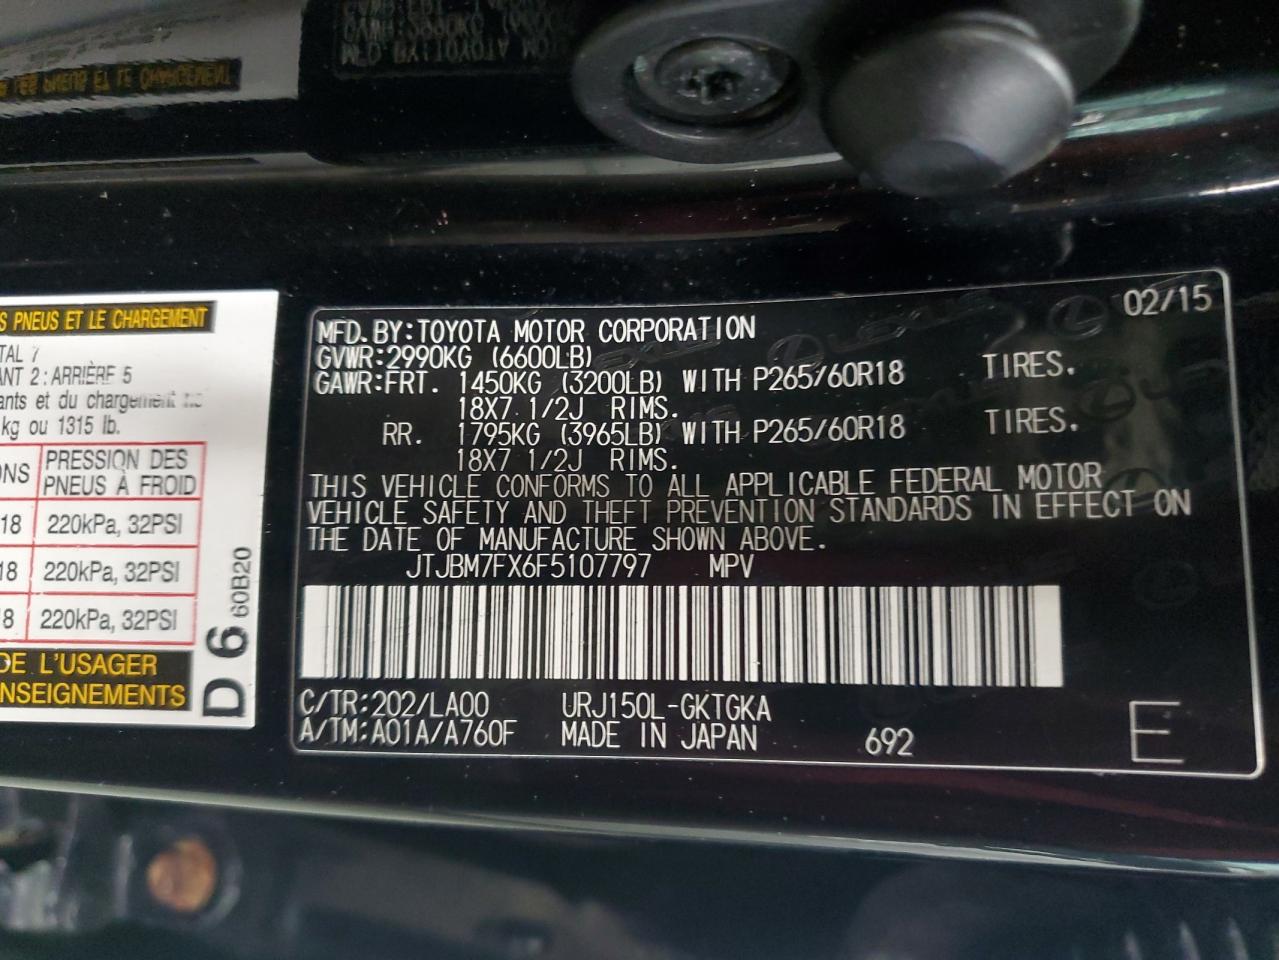 S PNEUS ET LE CHARGEMENT
TAL 7
ANT 2 : ARRIÈRE 5
ants et du chargement
kg ou 1315 lb.
ONS PRESSION DES
PNEUS À FROID
18 220kPa, 32PSI
18 220kPa, 32PSI
18 220kPa, 32PSI
DE L'USAGER
NSEIGNEMENTS
D 6 60B20
02/15
MFD. BY: TOYOTA MOTOR CORPORATION
GVWR: 2990KG (6600LB)
GAWR: FRT. 1450KG (3200LB) WITH P265/60R18 TIRES.
18X7 1/2J RIMS.
RR. 1795KG (3965LB) WITH P265/60R18 TIRES.
18X7 1/2J RIMS.
THIS VEHICLE CONFORMS TO ALL APPLICABLE FEDERAL MOTOR
VEHICLE SAFETY AND THEFT PREVENTION STANDARDS IN EFFECT ON
THE DATE OF MANUFACTURE SHOWN ABOVE.
JTJBM7FX6F5107797 MPV
C/TR: 202/LA00 URJ150L-GKTGKA
A/TM: A01A/A760F MADE IN JAPAN 692 E